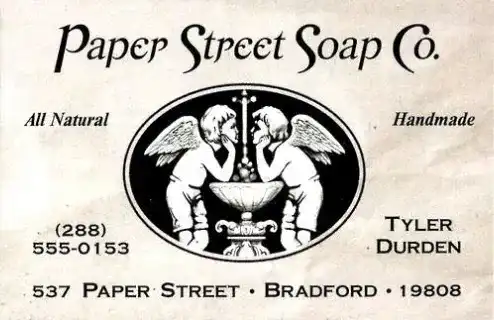 Paper Street Soap Co.
All Natural
Handmade
(288)
555-0153
TYLER
DURDEN
537 PAPER STREET • BRADFORD • 19808